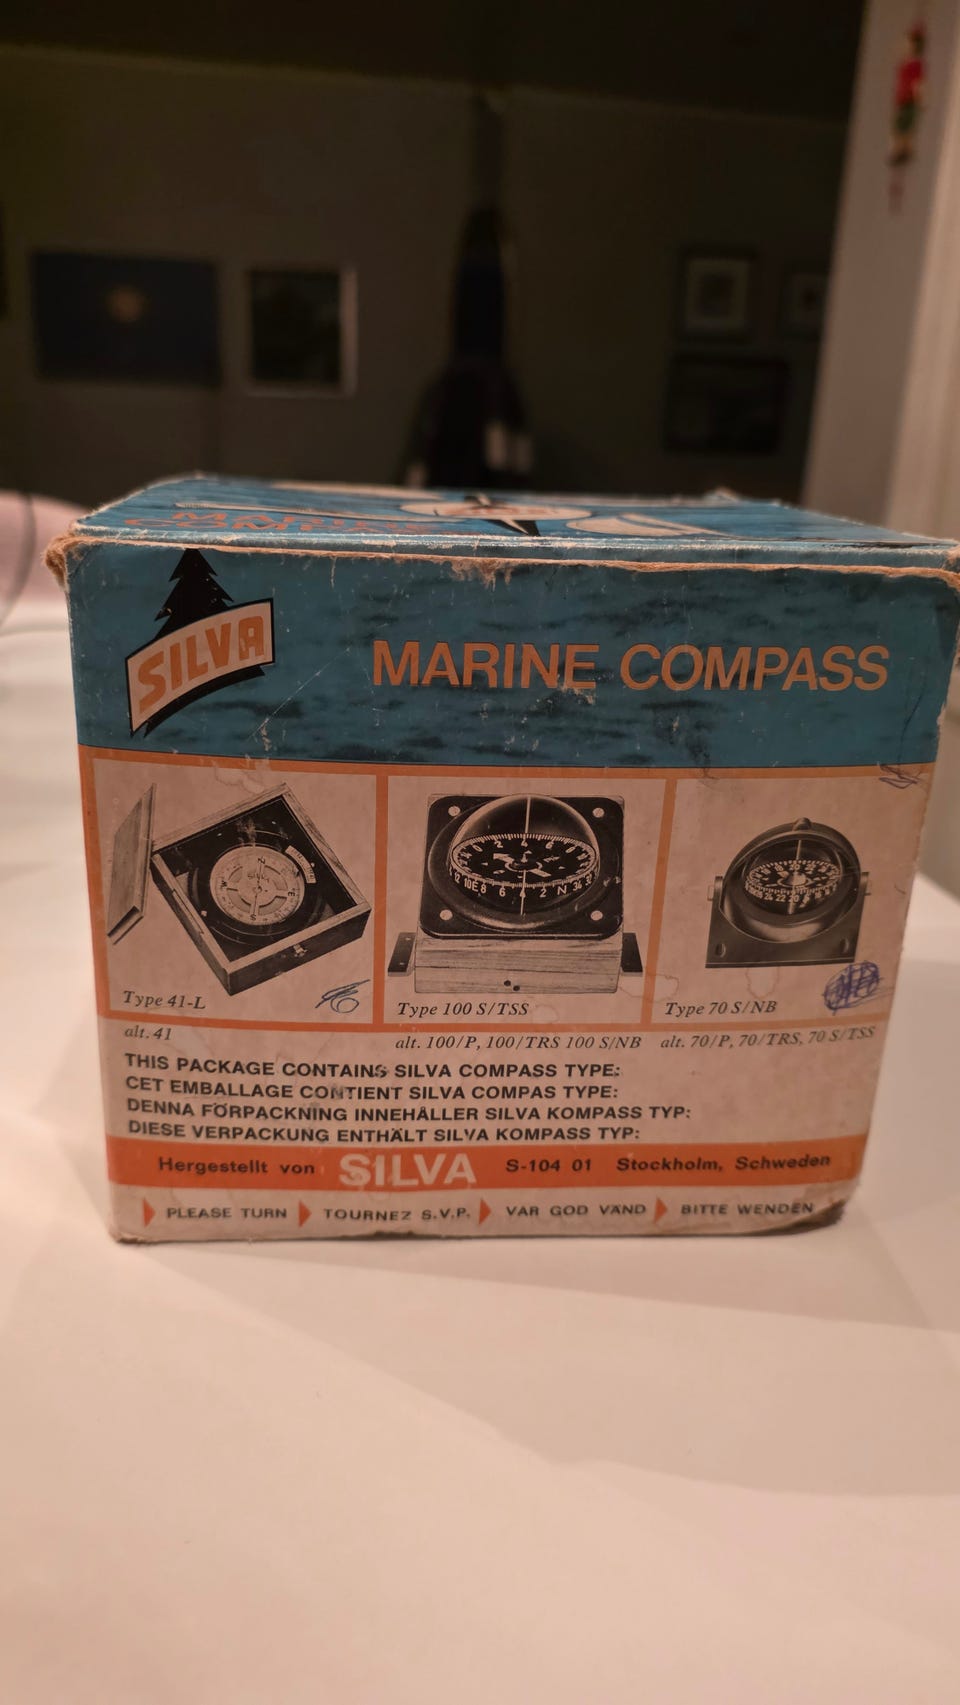 MARINE
SILVA
MARINE COMPASS
Type 41-L
Type 100 S/TSS
Type 70 S/NB
alt. 41
alt. 100/P, 100/TRS 100 S/NB
alt. 70/P, 70/TRS, 70 S/TSS
THIS PACKAGE CONTAINS SILVA COMPASS TYPE:
CET EMBALLAGE CONTIENT SILVA COMPAS TYPE:
DENNA FÖRPACKNING INNEHÅLLER SILVA KOMPASS TYP:
DIESE VERPACKUNG ENTHÄLT SILVA KOMPASS TYP:
Hergestellt von SILVA S-104 01 Stockholm, Schweden
PLEASE TURN TOURNEZ S.V.P. VAR GOD VÄND BITTE WENDEN